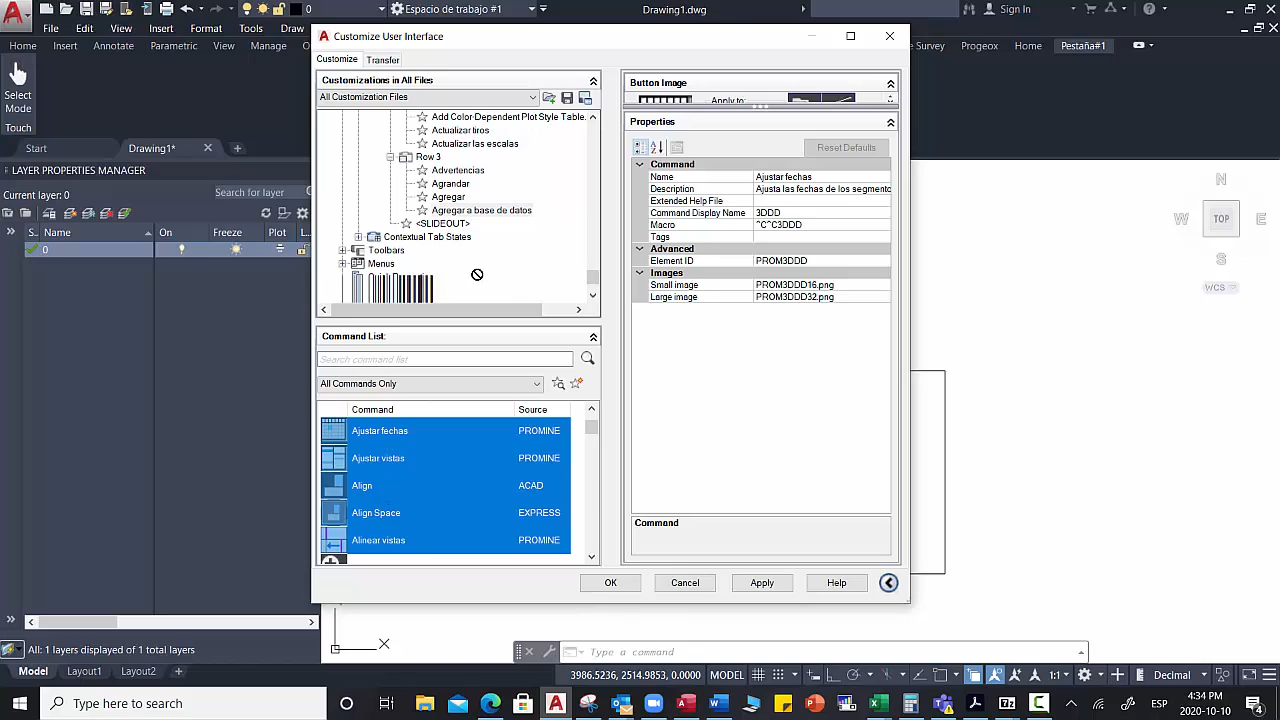 Espacio de trabajo #1
Drawing1.dwg
Sign In
File Edit View Insert Format Tools Draw
Home Insert Annotate Parametric View Manage
Survey Progeox Home Pestaña#1
Customize User Interface
Customize Transfer
Select
Mode
Touch
Start Drawing1*
LAYER PROPERTIES MANAGER
Current layer: 0
Search for layer
S.. Name Freeze Plot L...
0
All: 1 layers displayed of 1 total layers
Customizations in All Files
All Customization Files
Add Color-Dependent Plot Style Table.
Actualizar tiros
Actualizar las escalas
Row 3
Advertencias
Agrandar
Agregar
Agregar a base de datos
<SLIDEOUT>
Contextual Tab States
Toolbars
Menus
Command List:
Search command list
All Commands Only
Command Source
Ajustar fechas PROMINE
Ajustar vistas PROMINE
Align ACAD
Align Space EXPRESS
Alinear vistas PROMINE
Button Image
Apply to:
Properties
Reset Defaults
Command
Name Ajustar fechas
Description Ajusta las fechas de los segmento
Extended Help File
Command Display Name 3DDD
Macro ^C^C3DDD
Tags
Advanced
Element ID PROM3DDD
Images
Small image PROM3DDD16.png
Large image PROM3DDD32.png
Command
OK Cancel Apply Help
N
W TOP E
S
WCS
X
Type a command
Model Layout1 Layout2 +
3986.5236, 2514.9853, 0.0000 MODEL
1:1
Decimal
Type here to search
ESP
4:34 PM
2020-10-10